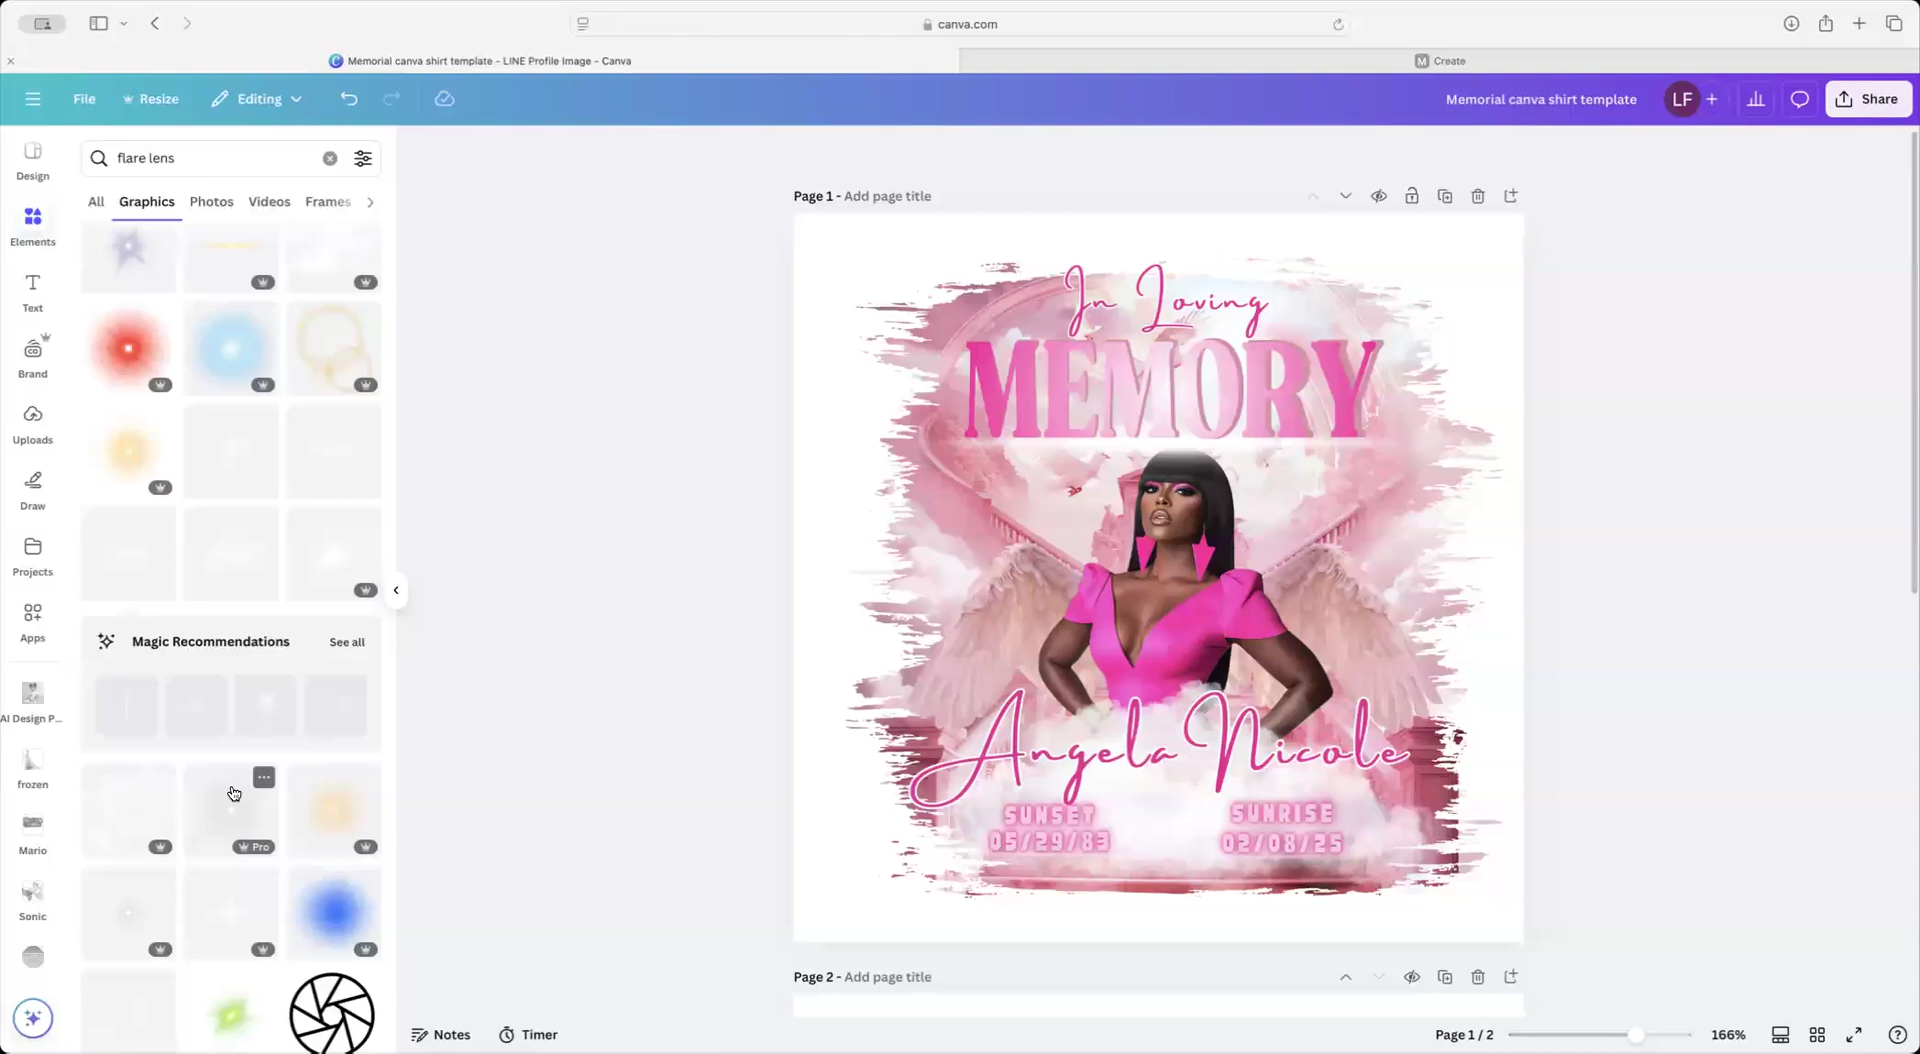 canva.com
Memorial canva shirt template - LINE Profile Image - Canva
M Create
File
Resize
Editing
Memorial canva shirt template
LF
Share
Design
Elements
Text
Brand
Uploads
Draw
Projects
Apps
AI Design P...
frozen
Mario
Sonic
flare lens
All
Graphics
Photos
Videos
Frames
Magic Recommendations
See all
Pro
Page 1 - Add page title
In Loving
MEMORY
Angela Nicole
SUNSET
05/29/83
SUNRISE
02/08/25
Page 2 - Add page title
Notes
Timer
Page 1 / 2
166%